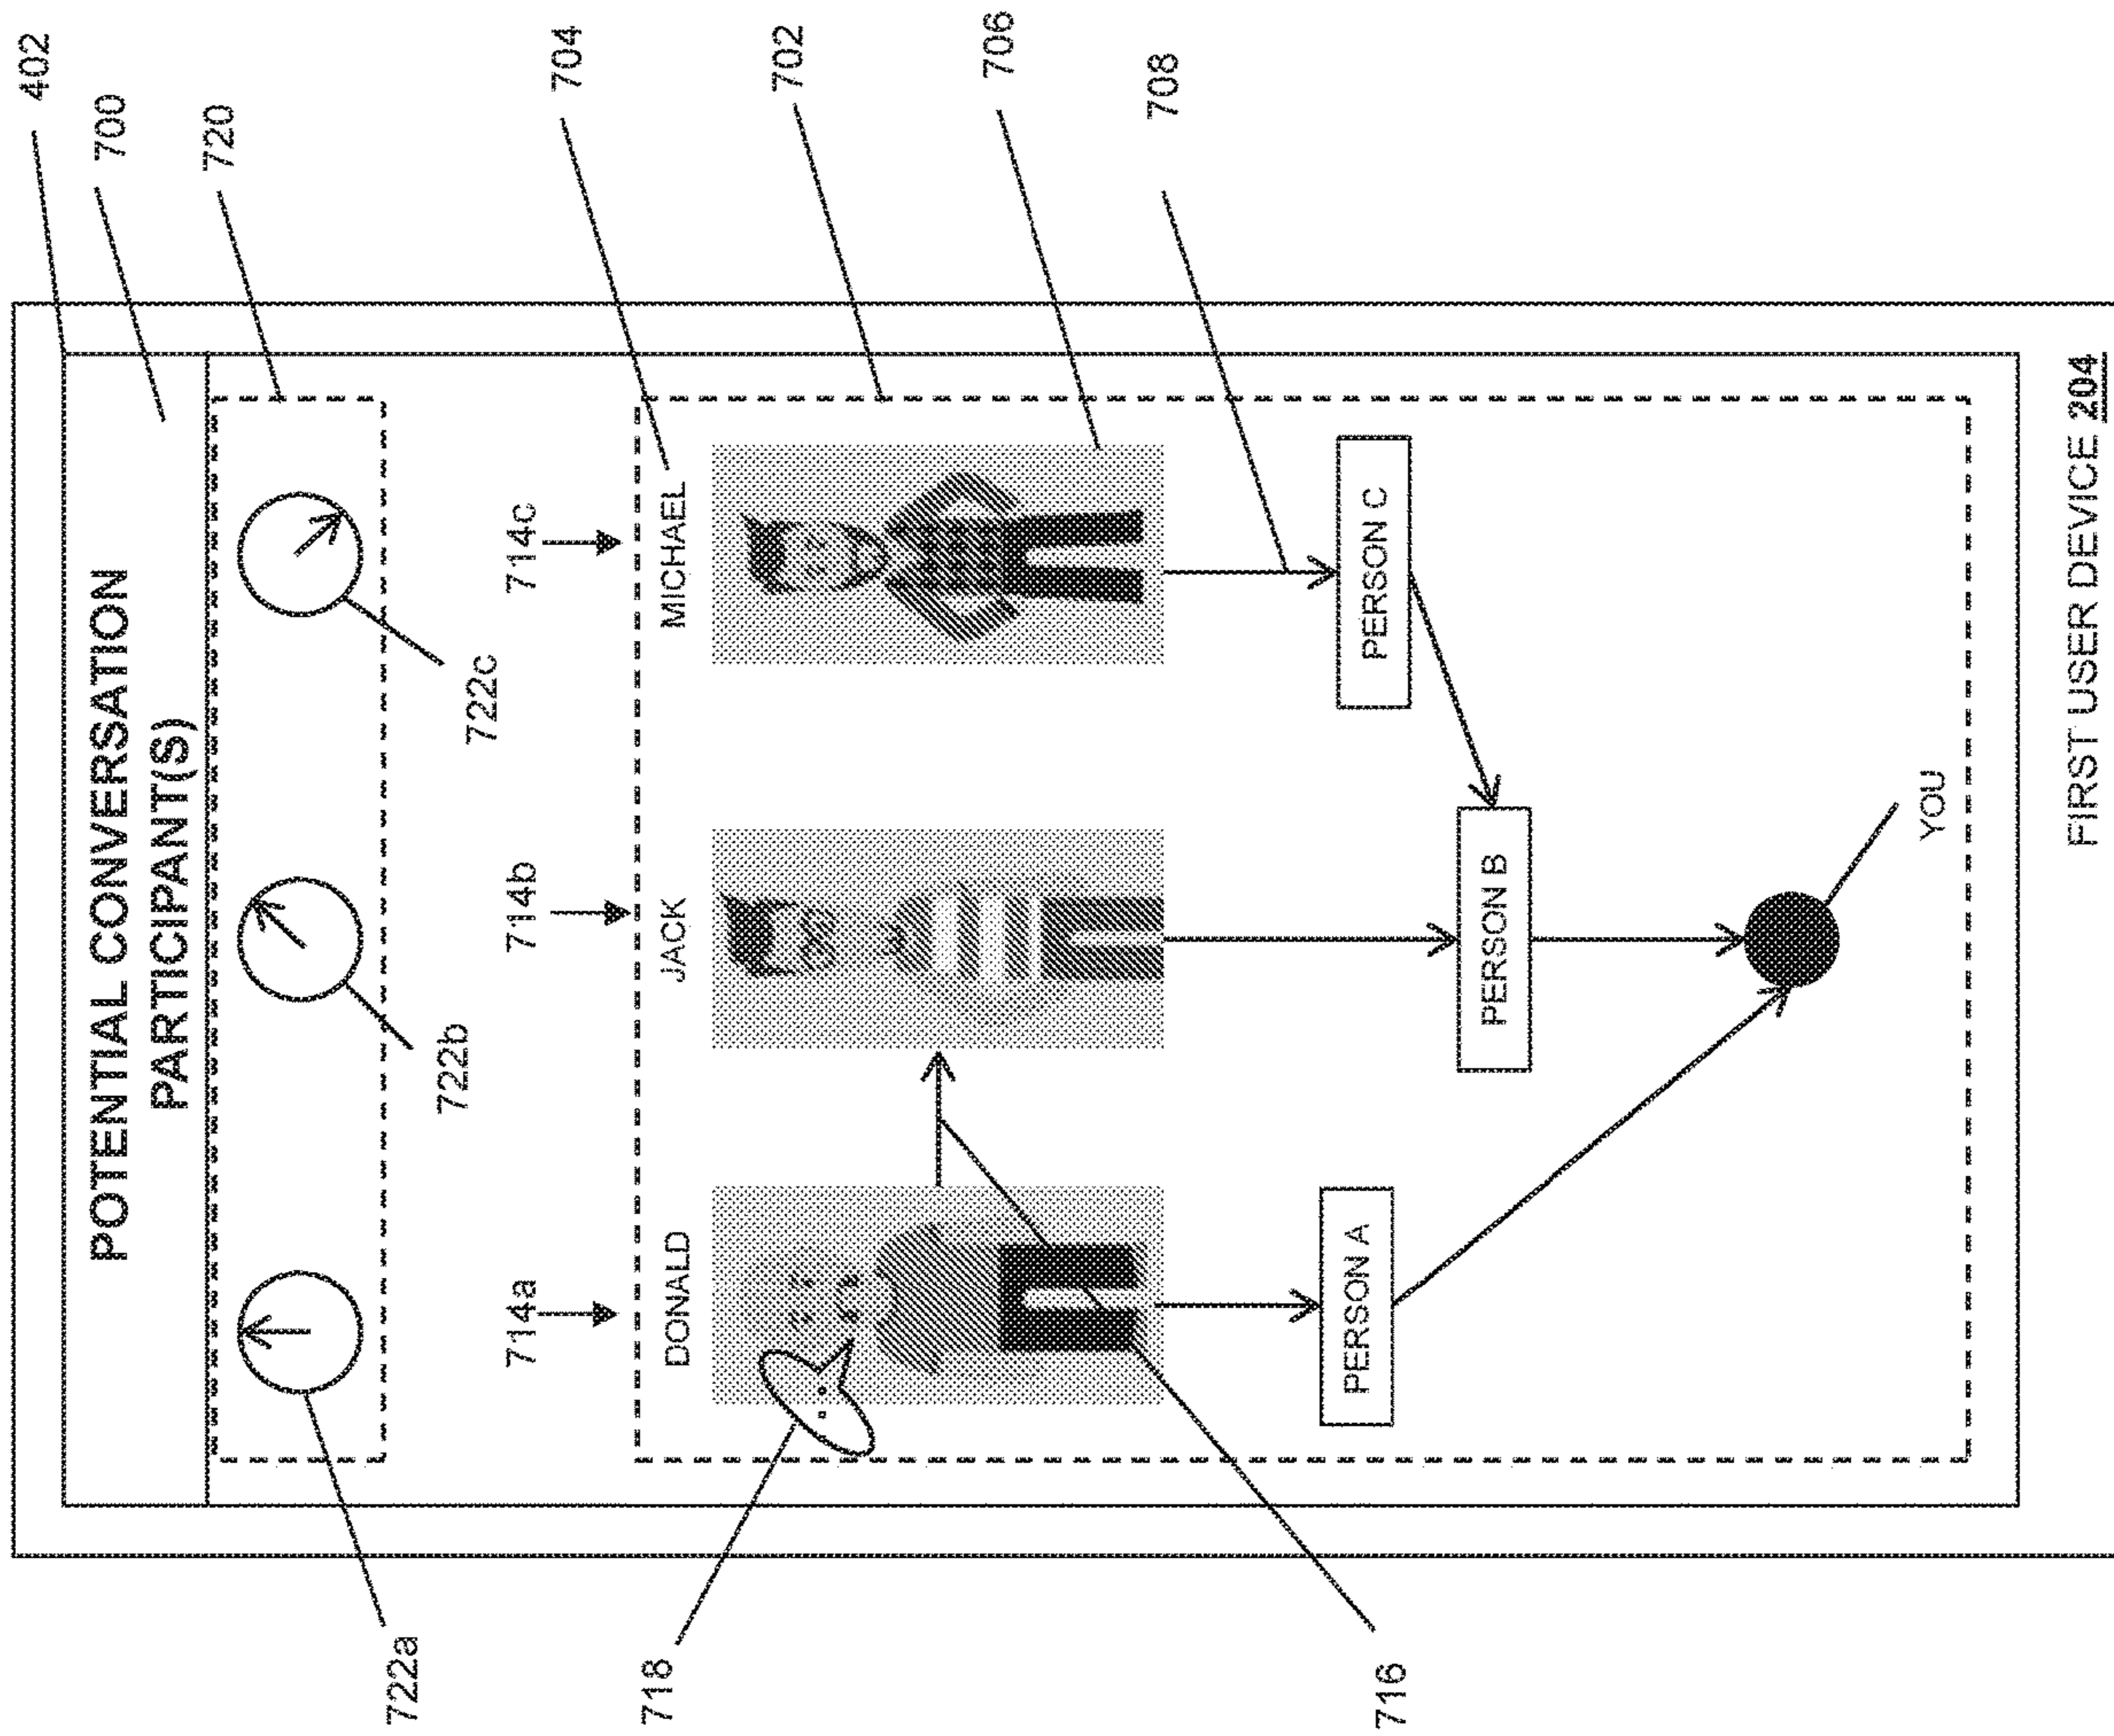 POTENTIAL CONVERSATION
PARTICIPANT(S)
402
700
720
722a
722b
722c
714a
714b
714c
704
DONALD
JACK
MICHAEL
718
702
706
708
716
PERSON A
PERSON B
PERSON C
YOU
FIRST USER DEVICE 204